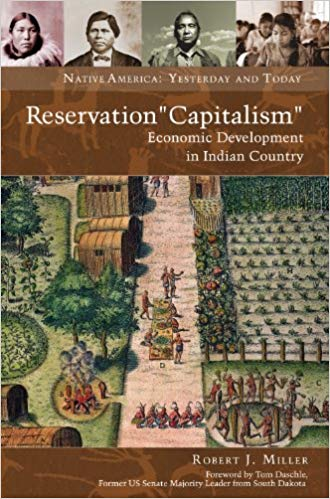 Native America: Yesterday and Today
Reservation"Capitalism"
Economic Development
in Indian Country
D
Robert J. Miller
Foreword by Tom Daschle,
Former US Senate Majority Leader from South Dakota